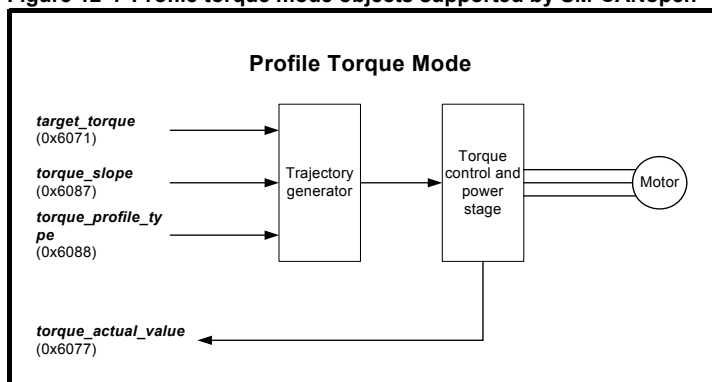 Figure 12-1 Profile torque mode objects supported by SM-CANopen
Profile Torque Mode
target_torque
(0x6071)
torque_slope
(0x6087)
torque_profile_ty
pe
(0x6088)
Trajectory
generator
Torque
control and
power
stage
Motor
torque_actual_value
(0x6077)